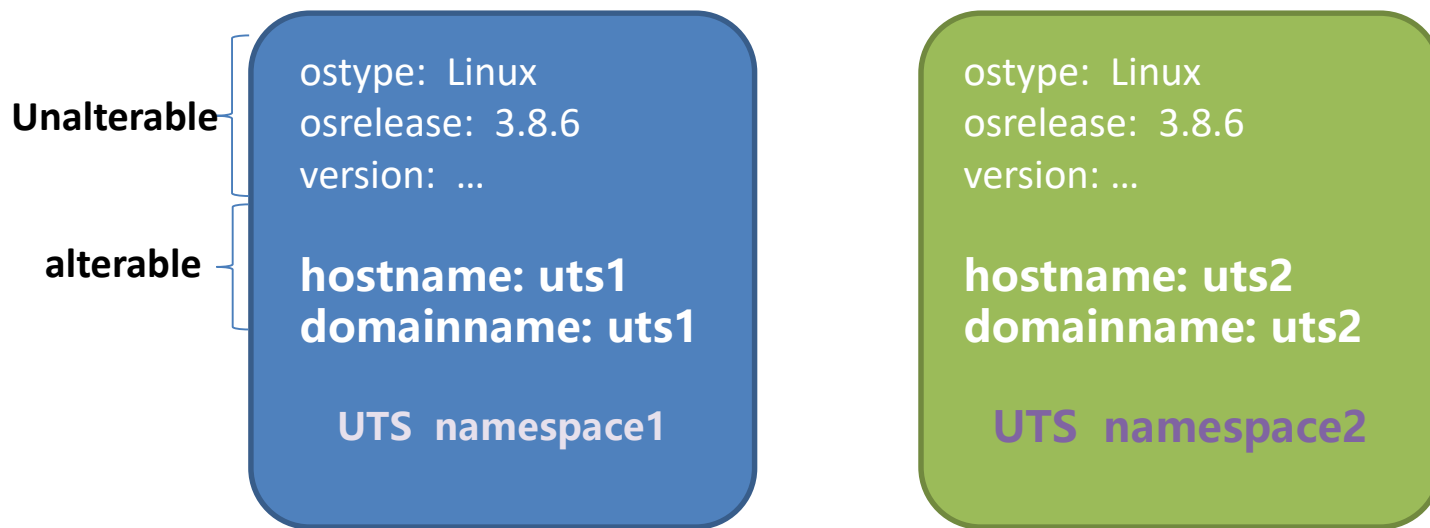 Unalterable
alterable
ostype: Linux
osrelease: 3.8.6
version: ...
hostname: uts1
domainname: uts1
UTS namespace1
ostype: Linux
osrelease: 3.8.6
version: ...
hostname: uts2
domainname: uts2
UTS namespace2